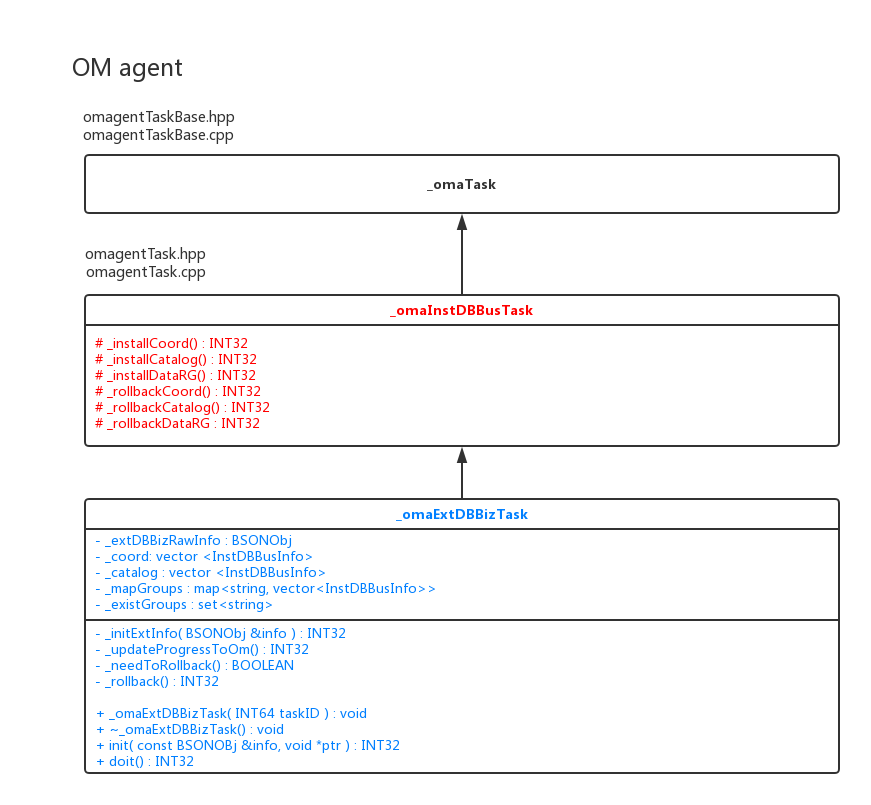 OM agent
omagentTaskBase.hpp
omagentTaskBase.cpp
_omaTask
omagentTask.hpp
omagentTask.cpp
_omaInstDBBusTask
# _installCoord() : INT32
# _installCatalog() : INT32
# _installDataRG() : INT32
# _rollbackCoord() : INT32
# _rollbackCatalog() : INT32
# _rollbackDataRG : INT32
_omaExtDBBizTask
- _extDBBizRawInfo : BSONObj
- _coord: vector <InstDBBusInfo>
- _catalog : vector <InstDBBusInfo>
- _mapGroups : map<string, vector<InstDBBusInfo>>
- _existGroups : set<string>
- _initExtInfo( BSONObj &info ) : INT32
- _updateProgressToOm() : INT32
- _needToRollback() : BOOLEAN
- _rollback() : INT32
+ _omaExtDBBizTask( INT64 taskID ) : void
+ ~_omaExtDBBizTask() : void
+ init( const BSONOBj &info, void *ptr ) : INT32
+ doit() : INT32